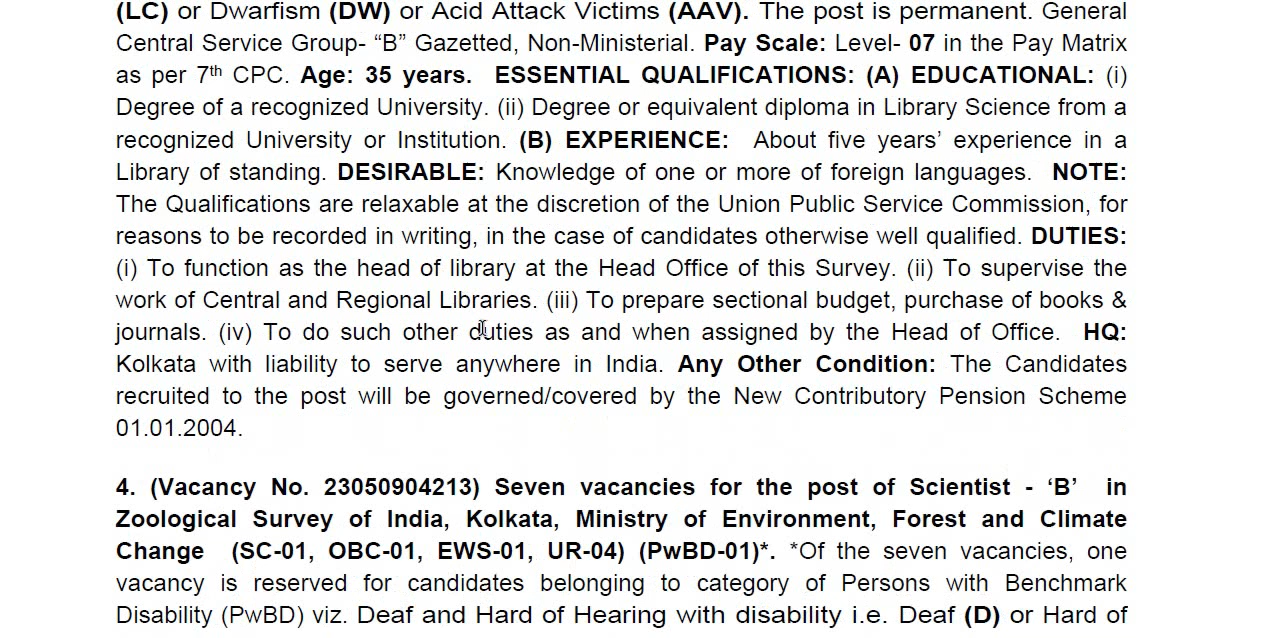 (LC) or Dwarfism (DW) or Acid Attack Victims (AAV). The post is permanent. General
Central Service Group- “B” Gazetted, Non-Ministerial. Pay Scale: Level- 07 in the Pay Matrix
as per 7th CPC. Age: 35 years. ESSENTIAL QUALIFICATIONS: (A) EDUCATIONAL: (i)
Degree of a recognized University. (ii) Degree or equivalent diploma in Library Science from a
recognized University or Institution. (B) EXPERIENCE: About five years’ experience in a
Library of standing. DESIRABLE: Knowledge of one or more of foreign languages. NOTE:
The Qualifications are relaxable at the discretion of the Union Public Service Commission, for
reasons to be recorded in writing, in the case of candidates otherwise well qualified. DUTIES:
(i) To function as the head of library at the Head Office of this Survey. (ii) To supervise the
work of Central and Regional Libraries. (iii) To prepare sectional budget, purchase of books &
journals. (iv) To do such other duties as and when assigned by the Head of Office. HQ:
Kolkata with liability to serve anywhere in India. Any Other Condition: The Candidates
recruited to the post will be governed/covered by the New Contributory Pension Scheme
01.01.2004.
4. (Vacancy No. 23050904213) Seven vacancies for the post of Scientist - ‘B’ in
Zoological Survey of India, Kolkata, Ministry of Environment, Forest and Climate
Change (SC-01, OBC-01, EWS-01, UR-04) (PwBD-01)*. *Of the seven vacancies, one
vacancy is reserved for candidates belonging to category of Persons with Benchmark
Disability (PwBD) viz. Deaf and Hard of Hearing with disability i.e. Deaf (D) or Hard of